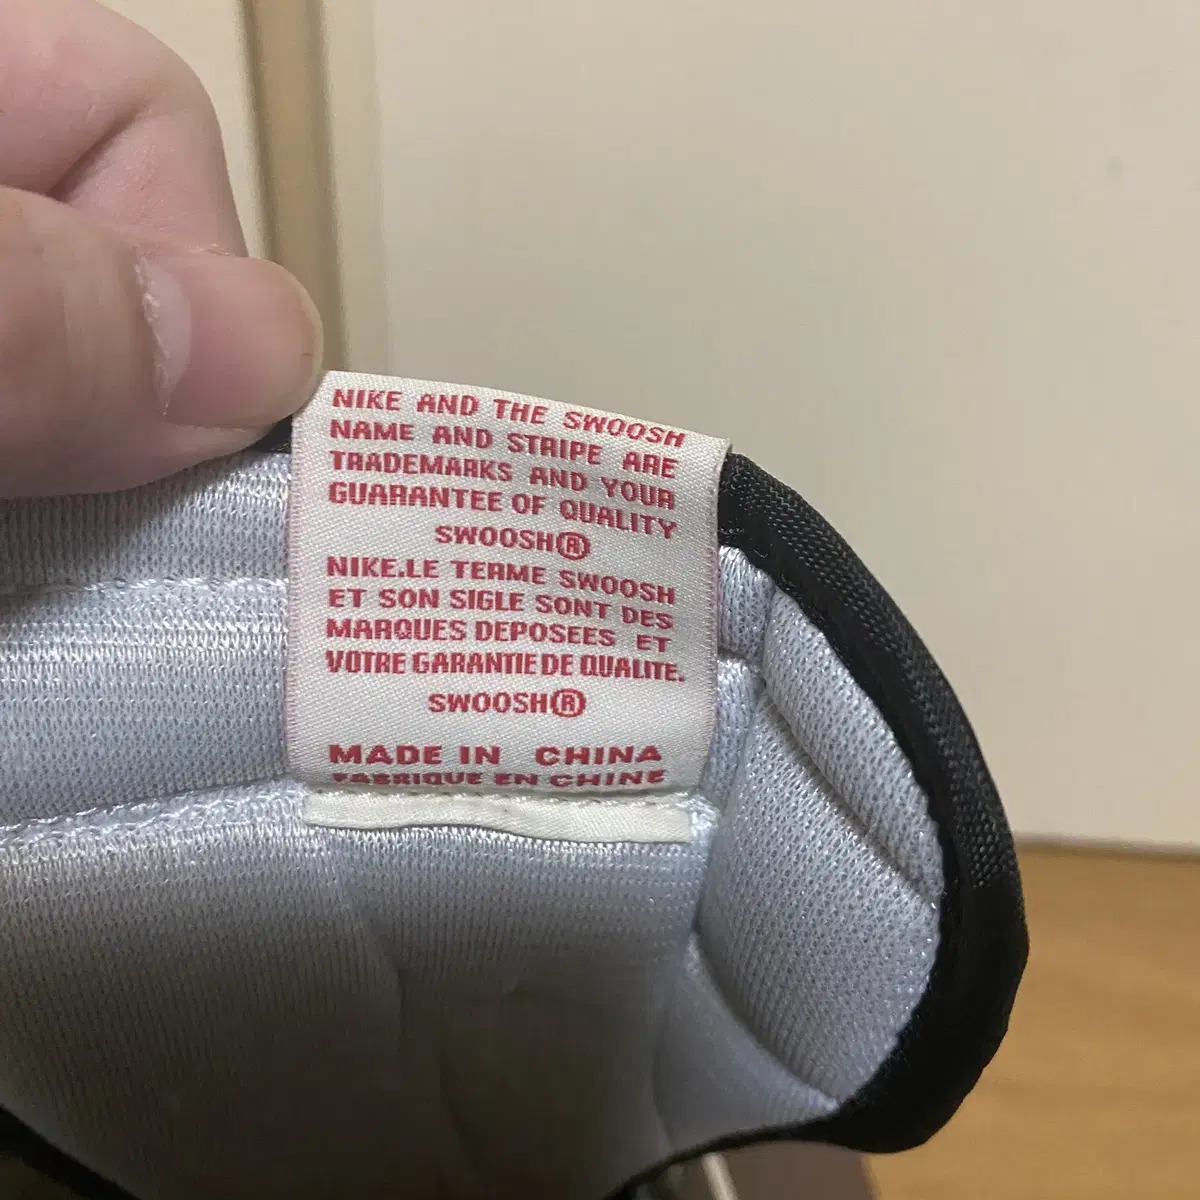 NIKE AND THE SWOOSH
NAME AND STRIPE ARE
TRADEMARKS AND YOUR
GUARANTEE OF QUALITY
SWOOSH®
NIKE.LE TERME SWOOSH
ET SON SIGLE SONT DES
MARQUES DEPOSEES ET
VOTRE GARANTIE DE QUALITE.
SWOOSH®
MADE IN CHINA
FABRIQUE EN CHINE